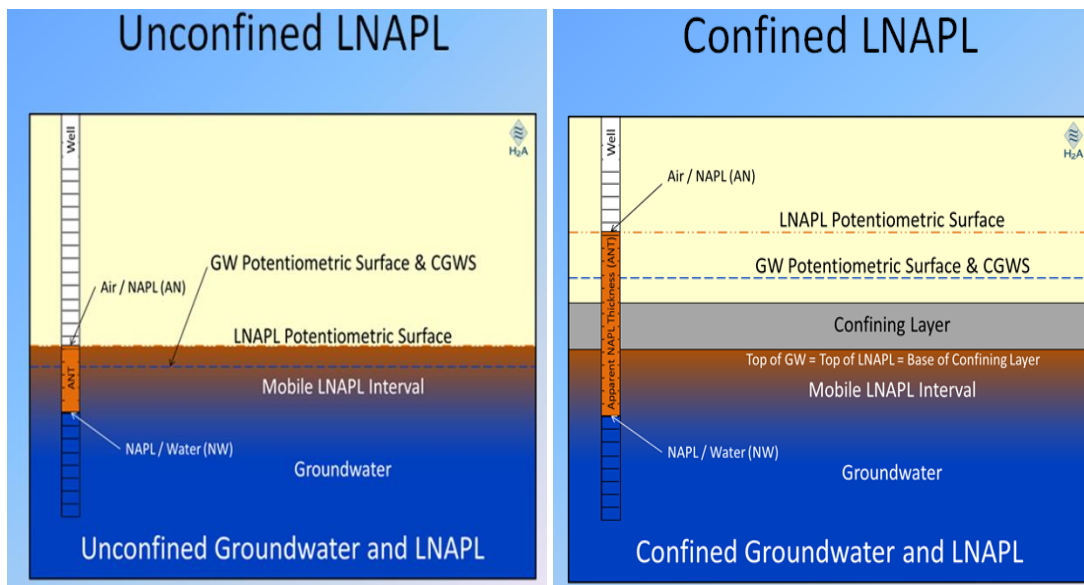 Unconfined LNAPL
Well
H₂A
GW Potentiometric Surface & CGWS
Air / NAPL (AN)
LNAPL Potentiometric Surface
ANT
Mobile LNAPL Interval
NAPL / Water (NW)
Groundwater
Unconfined Groundwater and LNAPL
Confined LNAPL
Well
H₂A
Air / NAPL (AN)
LNAPL Potentiometric Surface
Apparent NAPL Thickness (ANT)
GW Potentiometric Surface & CGWS
Confining Layer
Top of GW = Top of LNAPL = Base of Confining Layer
Mobile LNAPL Interval
NAPL / Water (NW)
Groundwater
Confined Groundwater and LNAPL